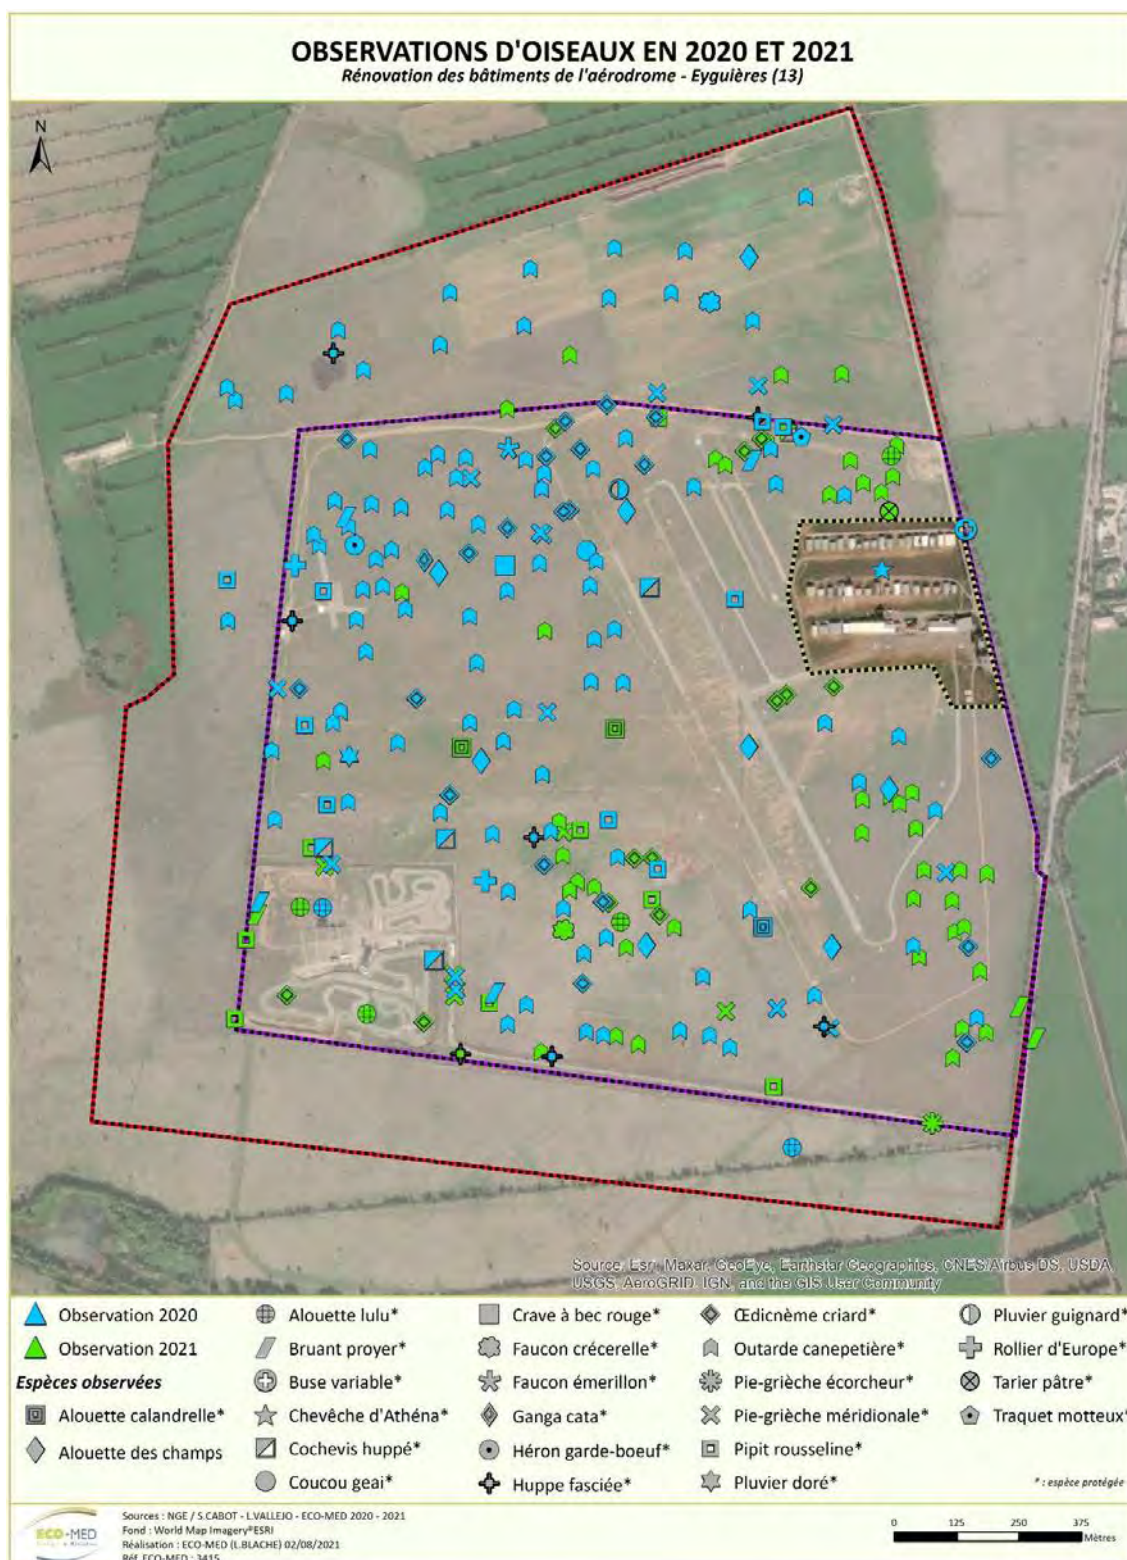 OBSERVATIONS D'OISEAUX EN 2020 ET 2021
Rénovation des bâtiments de l'aérodrome - Eyguières (13)
N
Source: Esri, Maxar, GeoEye, Earthstar Geographics, CNES/Airbus DS, USDA,
USGS, AeroGRID, IGN, and the GIS User Community
Observation 2020
Observation 2021
Espèces observées
Alouette calandrelle*
Alouette des champs
Alouette lulu*
Bruant proyer*
Buse variable*
Chevêche d'Athéna*
Cochevis huppé*
Coucou geai*
Crave à bec rouge*
Faucon crécerelle*
Faucon émerillon*
Ganga cata*
Héron garde-boeuf*
Huppe fasciée*
Œdicnème criard*
Outarde canepetière*
Pie-grièche écorcheur*
Pie-grièche méridionale*
Pipit rousseline*
Pluvier doré*
Pluvier guignard*
Rollier d'Europe*
Tarier pâtre*
Traquet motteux*
* : espèce protégée
ECO-MED
Sources : NGE / S.CABOT - L.VALLEJO - ECO-MED 2020 - 2021
Fond : World Map Imagery®ESRI
Réalisation : ECO-MED (L.BLACHE) 02/08/2021
Réf. ECO-MED : 3415
0 125 250 375
Mètres